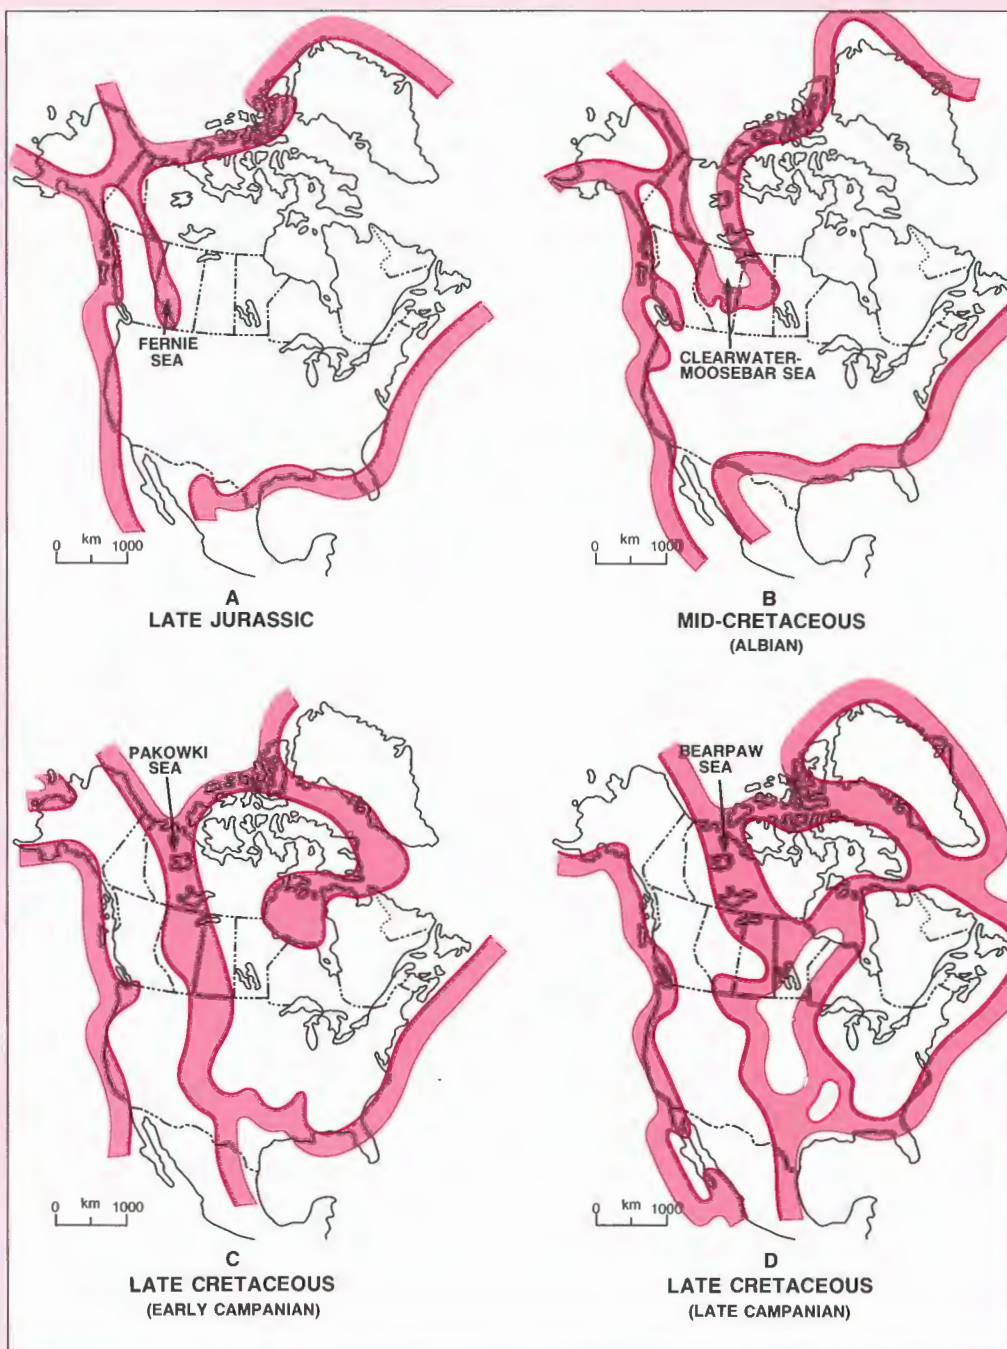 FERNIE
SEA
0 km 1000
A
LATE JURASSIC
CLEARWATER-
MOOSEBAR SEA
0 km 1000
B
MID-CRETACEOUS
(ALBIAN)
PAKOWKI
SEA
0 km 1000
C
LATE CRETACEOUS
(EARLY CAMPANIAN)
BEARPAW
SEA
0 km 1000
D
LATE CRETACEOUS
(LATE CAMPANIAN)